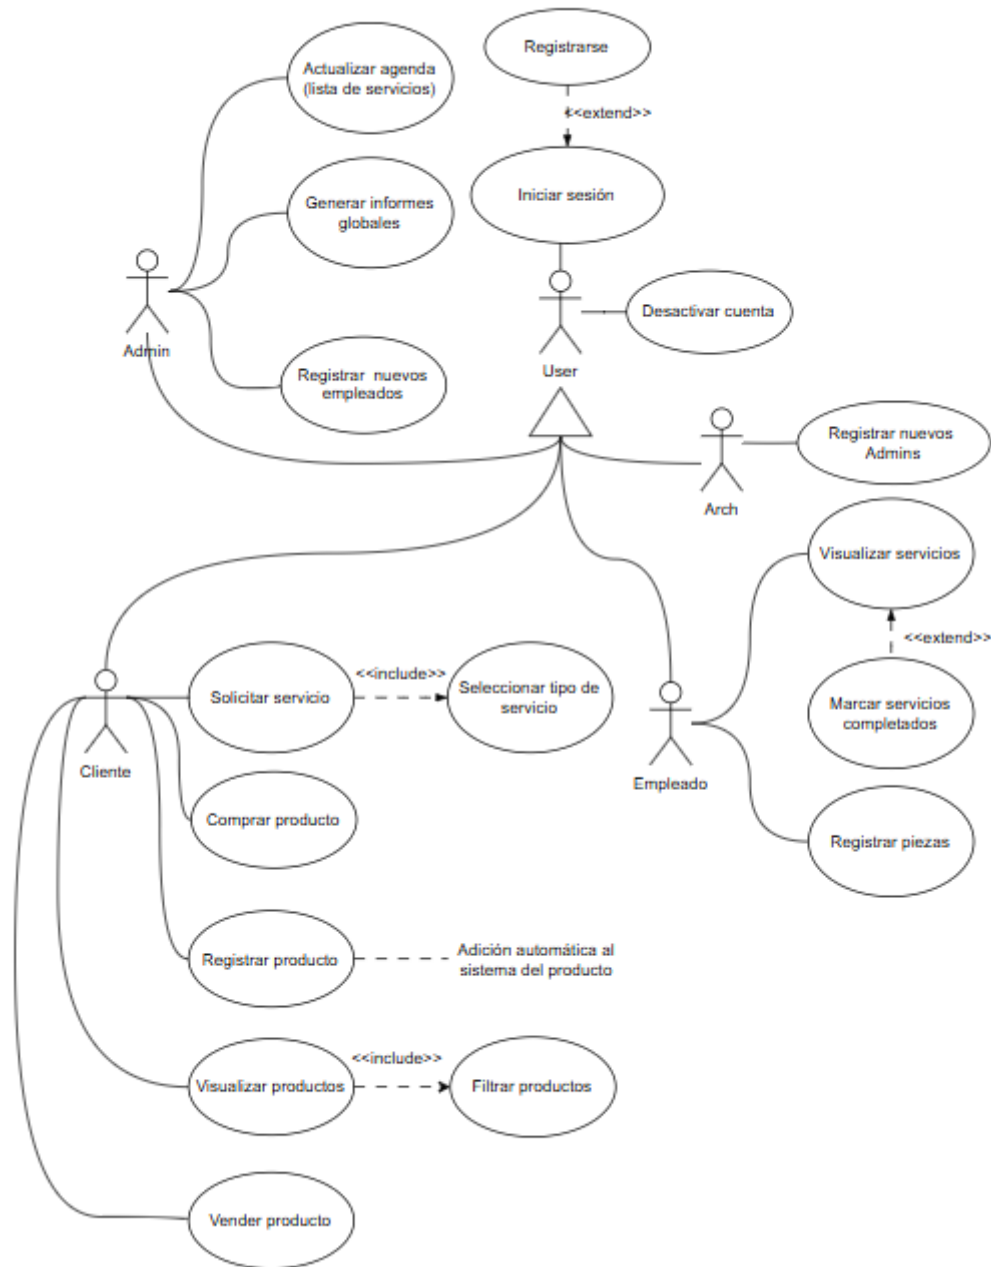 Registrarse
Actualizar agenda
(lista de servicios)
<<extend>>
Iniciar sesión
Generar informes
globales
Desactivar cuenta
Admin
User
Registrar nuevos
empleados
Registrar nuevos
Admins
Arch
Visualizar servicios
<<extend>>
<<include>>
Solicitar servicio
Seleccionar tipo de
servicio
Marcar servicios
completados
Cliente
Empleado
Comprar producto
Registrar piezas
Registrar producto
Adición automática al
sistema del producto
<<include>>
Visualizar productos
Filtrar productos
Vender producto